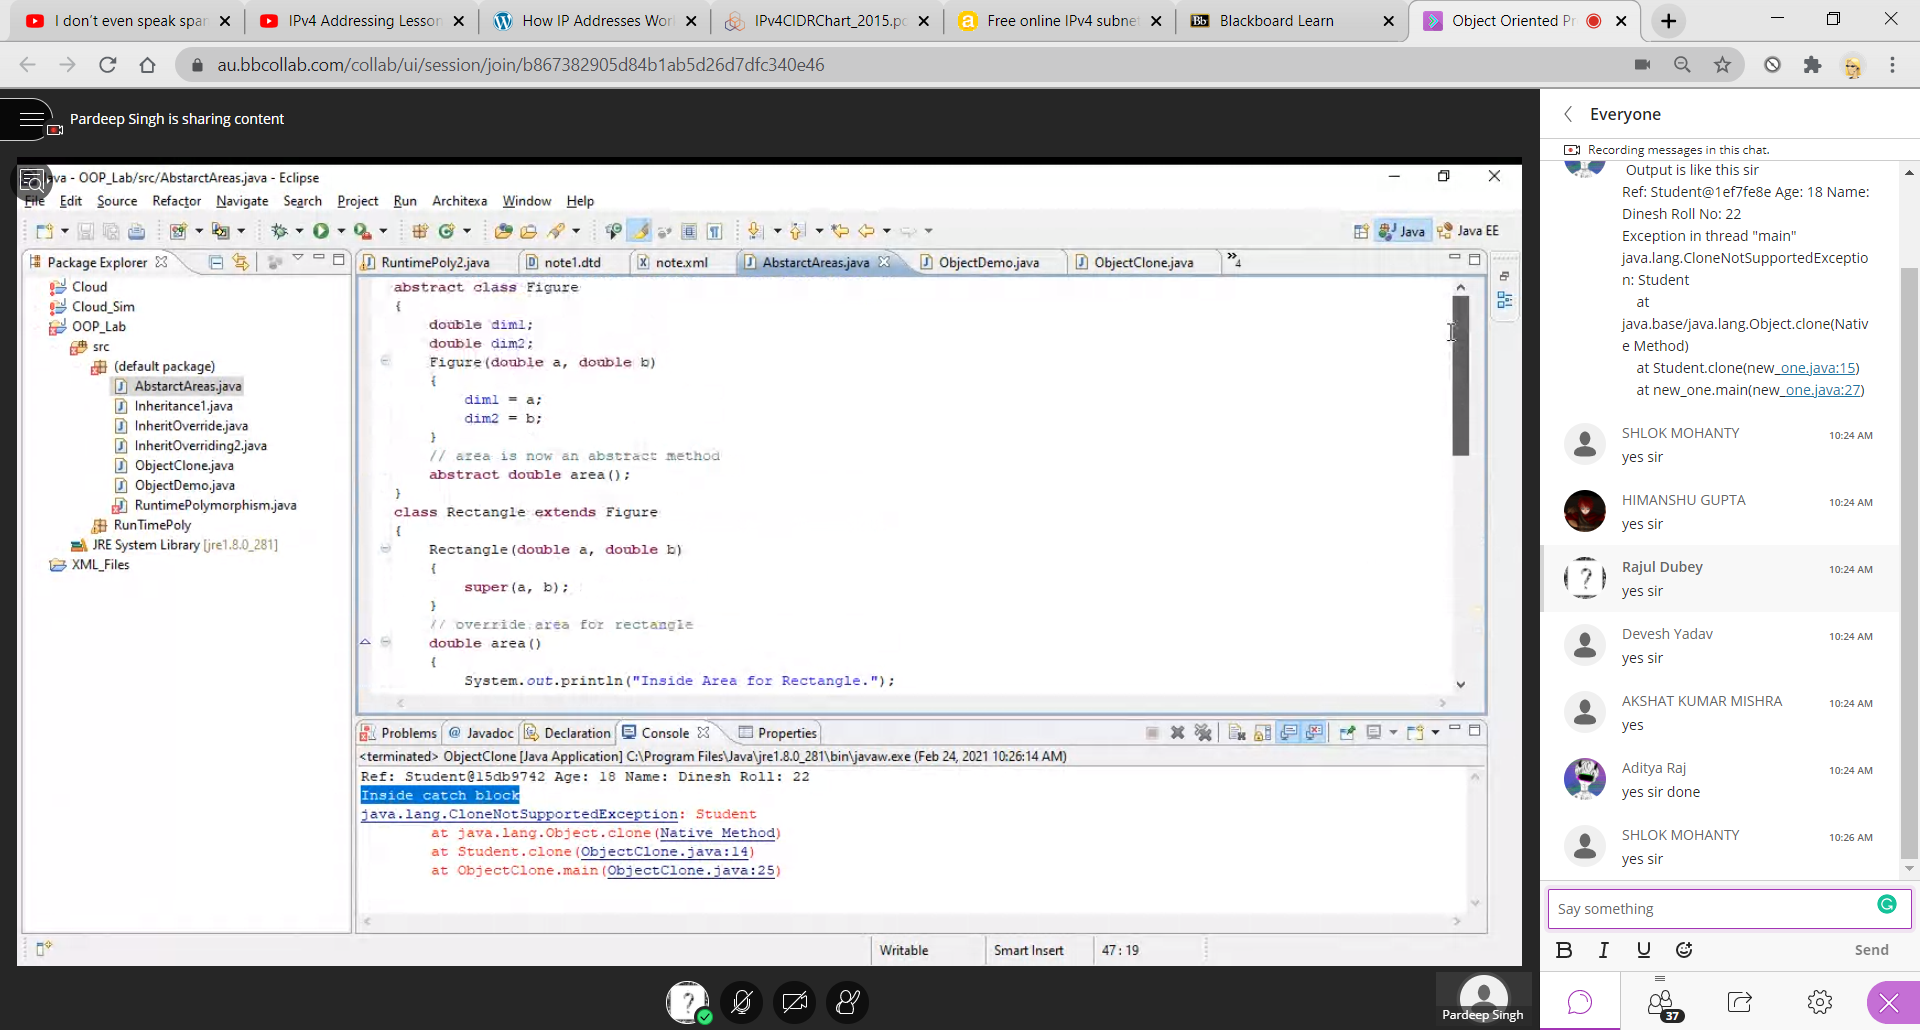 I don't even speak spa
IPv4 Addressing Lesson
How IP Addresses Wor
IPv4CIDRChart_2015.pd
Free online IPv4 subne
Blackboard Learn
Object Oriented Pr
au.bbcollab.com/collab/ui/session/join/b867382905d84b1ab5d26d7dfc340e46
Pardeep Singh is sharing content
ava - OOP_Lab/src/AbstarctAreas.java - Eclipse
File Edit Source Refactor Navigate Search Project Run Architexa Window Help
Java Java EE
Package Explorer
Cloud
Cloud_Sim
OOP_Lab
src
(default package)
AbstarctAreas.java
Inheritance1.java
InheritOverride.java
InheritOverriding2.java
ObjectClone.java
ObjectDemo.java
RuntimePolymorphism.java
RunTimePoly
JRE System Library [jre1.8.0_281]
XML_Files
RuntimePoly2.java note1.dtd note.xml AbstarctAreas.java ObjectDemo.java ObjectClone.java »4
abstract class Figure
{
double dim1;
double dim2;
Figure(double a, double b)
{
dim1 = a;
dim2 = b;
}
// area is now an abstract method
abstract double area();
}
class Rectangle extends Figure
{
Rectangle(double a, double b)
{
super(a, b);
}
// override area for rectangle
double area()
{
System.out.println("Inside Area for Rectangle.");
Problems @ Javadoc Declaration Console Properties
<terminated> ObjectClone [Java Application] C:\Program Files\Java\jre1.8.0_281\bin\javaw.exe (Feb 24, 2021 10:26:14 AM)
Ref: Student@15db9742 Age: 18 Name: Dinesh Roll: 22
Inside catch block
java.lang.CloneNotSupportedException: Student
at java.lang.Object.clone(Native Method)
at Student.clone(ObjectClone.java:14)
at ObjectClone.main(ObjectClone.java:25)
Writable Smart Insert 47 : 19
Pardeep Singh
Everyone
Recording messages in this chat.
Output is like this sir
Ref: Student@1ef7fe8e Age: 18 Name:
Dinesh Roll No: 22
Exception in thread "main"
java.lang.CloneNotSupportedExceptio
n: Student
at
java.base/java.lang.Object.clone(Nativ
e Method)
at Student.clone(new_one.java:15)
at new_one.main(new_one.java:27)
SHLOK MOHANTY 10:24 AM
yes sir
HIMANSHU GUPTA 10:24 AM
yes sir
Rajul Dubey 10:24 AM
yes sir
Devesh Yadav 10:24 AM
yes sir
AKSHAT KUMAR MISHRA 10:24 AM
yes
Aditya Raj 10:24 AM
yes sir done
SHLOK MOHANTY 10:26 AM
yes sir
Say something
B I U Send
37